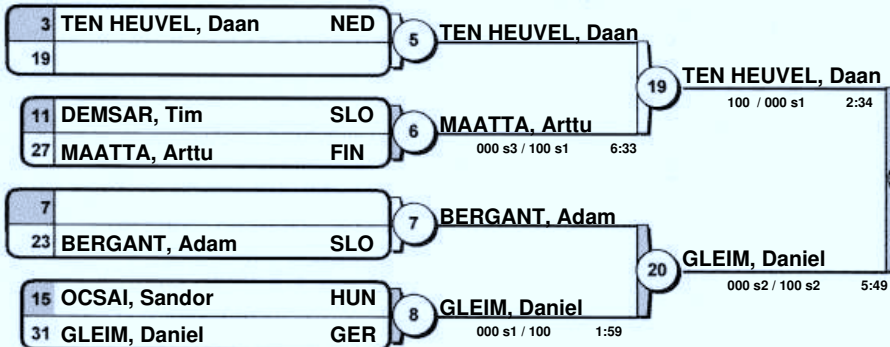 3 TEN HEUVEL, Daan NED
19
5 TEN HEUVEL, Daan
11 DEMSAR, Tim SLO
27 MAATTA, Arttu FIN
6 MAATTA, Arttu
000 s3 / 100 s1 6:33
19 TEN HEUVEL, Daan
100 / 000 s1 2:34
7
23 BERGANT, Adam SLO
7 BERGANT, Adam
15 OCSAI, Sandor HUN
31 GLEIM, Daniel GER
8 GLEIM, Daniel
000 s1 / 100 1:59
20 GLEIM, Daniel
000 s2 / 100 s2 5:49